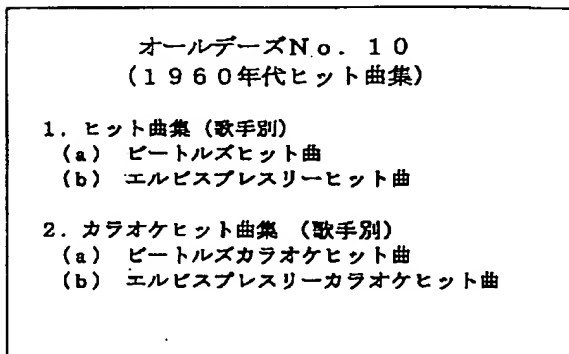 オールデーズNo．10
（1960年代ヒット曲集）
1．ヒット曲集（歌手別）
（a） ビートルズヒット曲
（b） エルビスプレスリーヒット曲
2．カラオケヒット曲集 （歌手別）
（a） ビートルズカラオケヒット曲
（b） エルビスプレスリーカラオケヒット曲